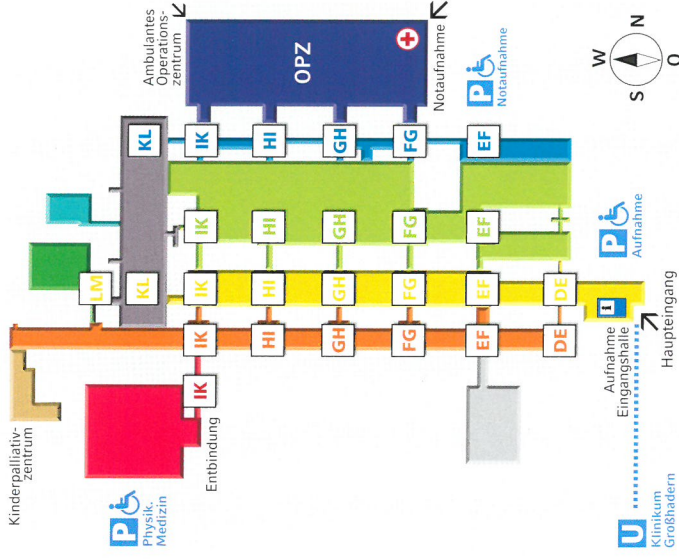 Ambulantes
Operations-
zentrum
OPZ
Notaufnahme
P
Notaufnahme
W
N
S
O
KL
IK
HI
GH
FG
EF
IK
HI
GH
FG
EF
P
Aufnahme
LM
KL
IK
HI
GH
FG
EF
DE
i
IK
HI
GH
FG
EF
DE
Aufnahme
Eingangshalle
Haupteingang
IK
Entbindung
Kinderpalliativ-
zentrum
P
Physik.
Medizin
U
Klinikum
Großhadern